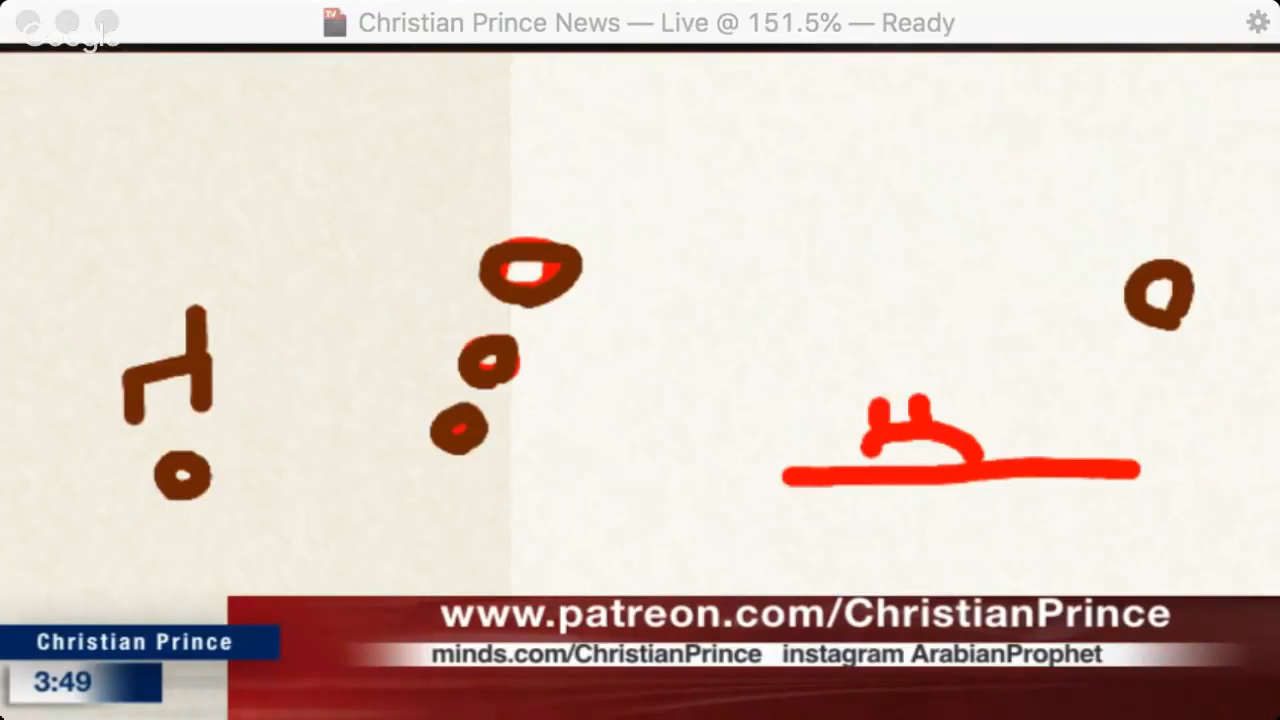 Christian Prince News — Live @ 151.5% — Ready
Google
www.patreon.com/ChristianPrince
Christian Prince
minds.com/ChristianPrince instagram ArabianProphet
3:49